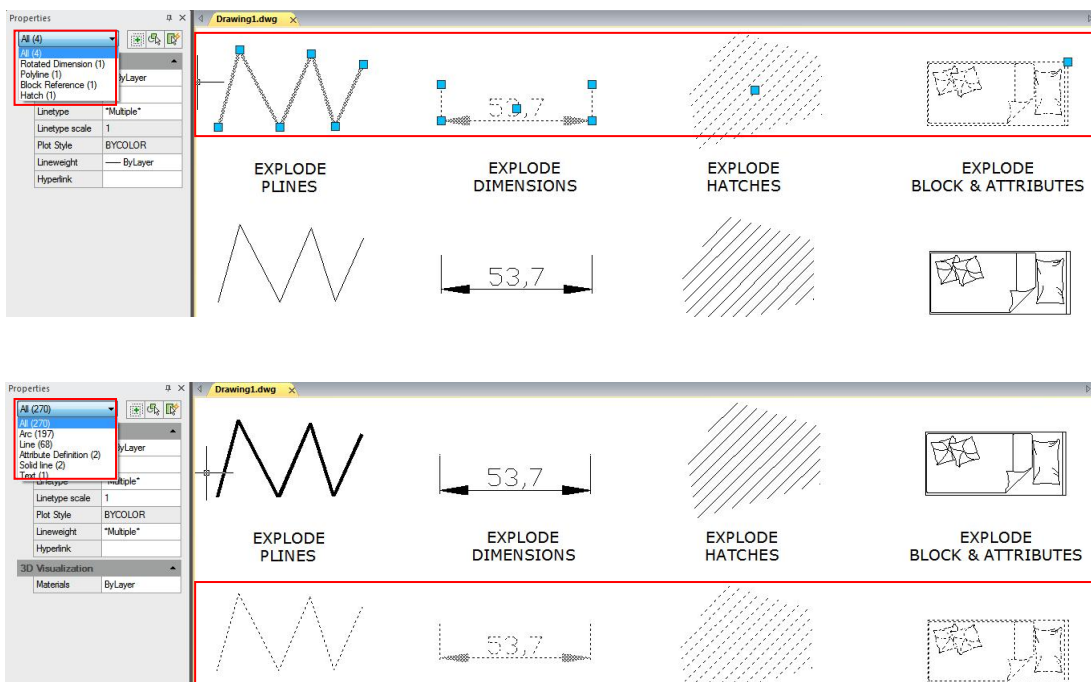 Properties
Drawing1.dwg
All (4)
All (4)
Rotated Dimension (1)
Polyline (1)
Block Reference (1)
Hatch (1)
ByLayer
Linetype "Multiple"
Linetype scale 1
Plot Style BYCOLOR
Lineweight ByLayer
Hyperlink
53,7
EXPLODE
PLINES
EXPLODE
DIMENSIONS
EXPLODE
HATCHES
EXPLODE
BLOCK & ATTRIBUTES
53,7
Properties
Drawing1.dwg
All (270)
All (270)
Arc (197)
Line (68)
Attribute Definition (2)
Solid line (2)
Text (1)
ByLayer
Linetype "Multiple"
Linetype scale 1
Plot Style BYCOLOR
Lineweight "Multiple"
Hyperlink
3D Visualization
Materials ByLayer
53,7
EXPLODE
PLINES
EXPLODE
DIMENSIONS
EXPLODE
HATCHES
EXPLODE
BLOCK & ATTRIBUTES
53,7